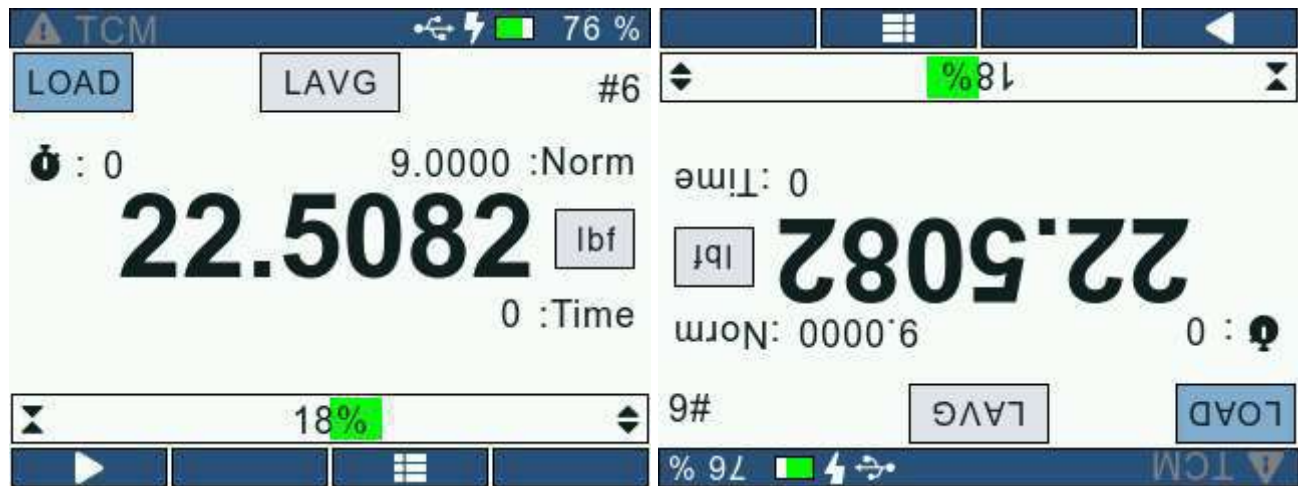 TCM 76 %
LOAD LAVG #6
: 0 9.0000 :Norm
22.5082 lbf
0 :Time
18%
18%
0 :Time
22.5082 lbf
: 0 9.0000 :Norm
LOAD LAVG #6
TCM 76 %